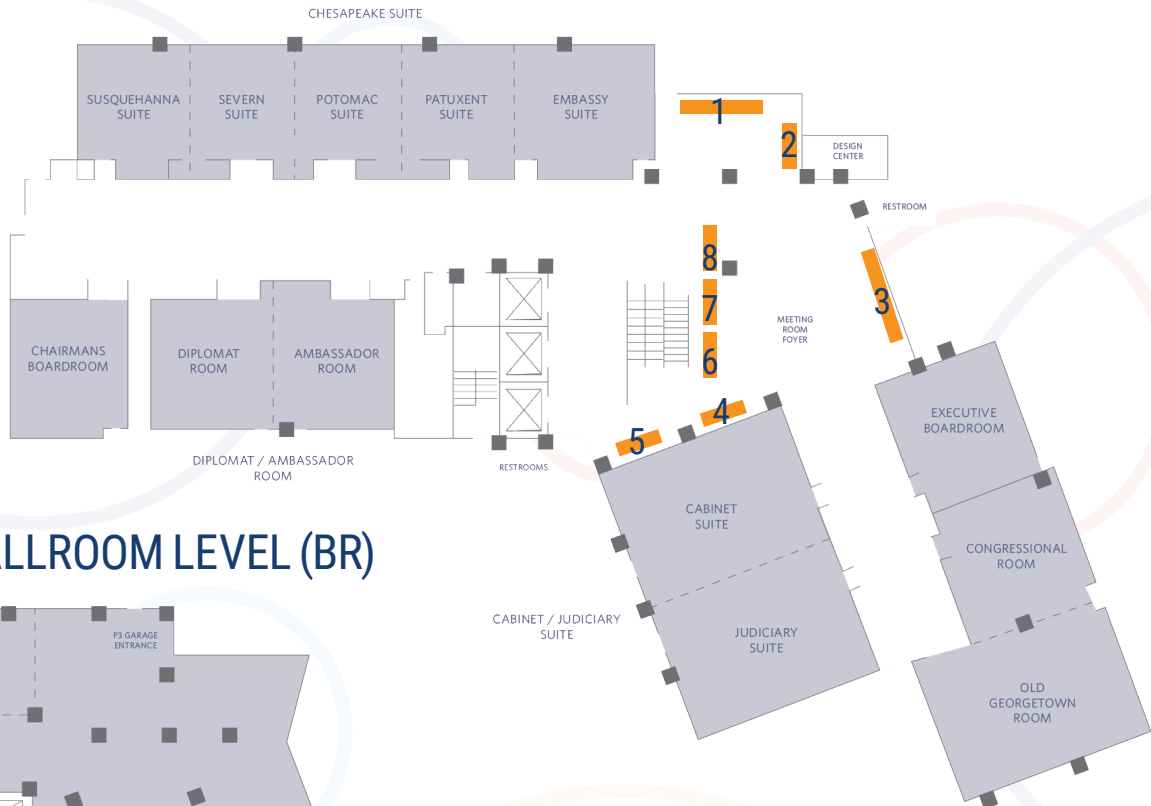 CHESAPEAKE SUITE
SUSQUEHANNA
SUITE
SEVERN
SUITE
POTOMAC
SUITE
PATUXENT
SUITE
EMBASSY
SUITE
1
2
DESIGN
CENTER
RESTROOM
8
7
6
3
MEETING
ROOM
FOYER
CHAIRMANS
BOARDROOM
DIPLOMAT
ROOM
AMBASSADOR
ROOM
4
5
EXECUTIVE
BOARDROOM
DIPLOMAT / AMBASSADOR
ROOM
RESTROOMS
CABINET
SUITE
CONGRESSIONAL
ROOM
ALLROOM LEVEL (BR)
CABINET / JUDICIARY
SUITE
JUDICIARY
SUITE
P3 GARAGE
ENTRANCE
OLD
GEORGETOWN
ROOM